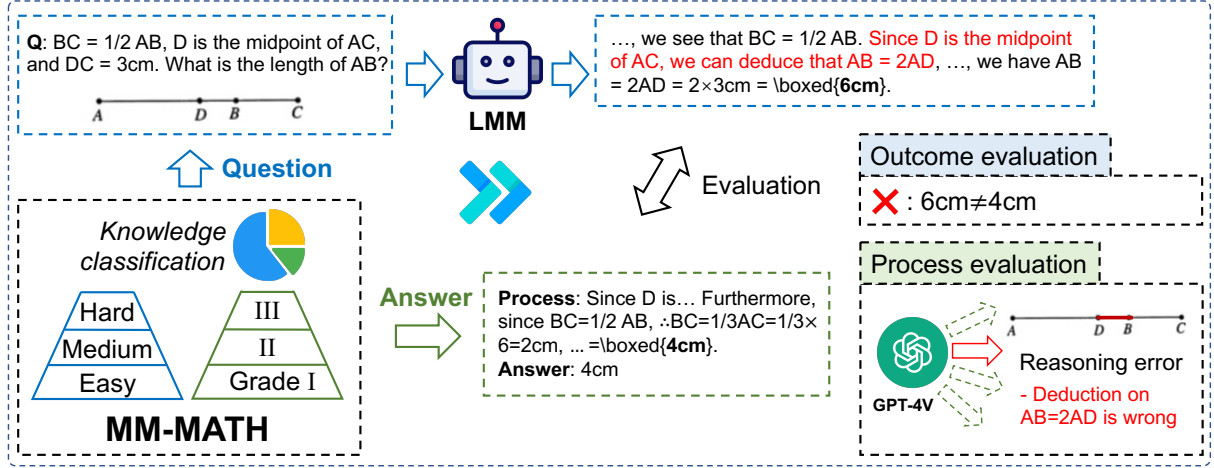 Q: BC = 1/2 AB, D is the midpoint of AC,
and DC = 3cm. What is the length of AB?
A D B C
LMM
…, we see that BC = 1/2 AB. Since D is the midpoint
of AC, we can deduce that AB = 2AD, …, we have AB
= 2AD = 2×3cm = \boxed{6cm}.
Question
Evaluation
Outcome evaluation
: 6cm≠4cm
Knowledge
classification
Hard
Medium
Easy
III
II
Grade I
MM-MATH
Answer
Process: Since D is… Furthermore,
since BC=1/2 AB, ∴BC=1/3AC=1/3×
6=2cm, ... =\boxed{4cm}.
Answer: 4cm
Process evaluation
A D B C
GPT-4V
Reasoning error
- Deduction on
AB=2AD is wrong